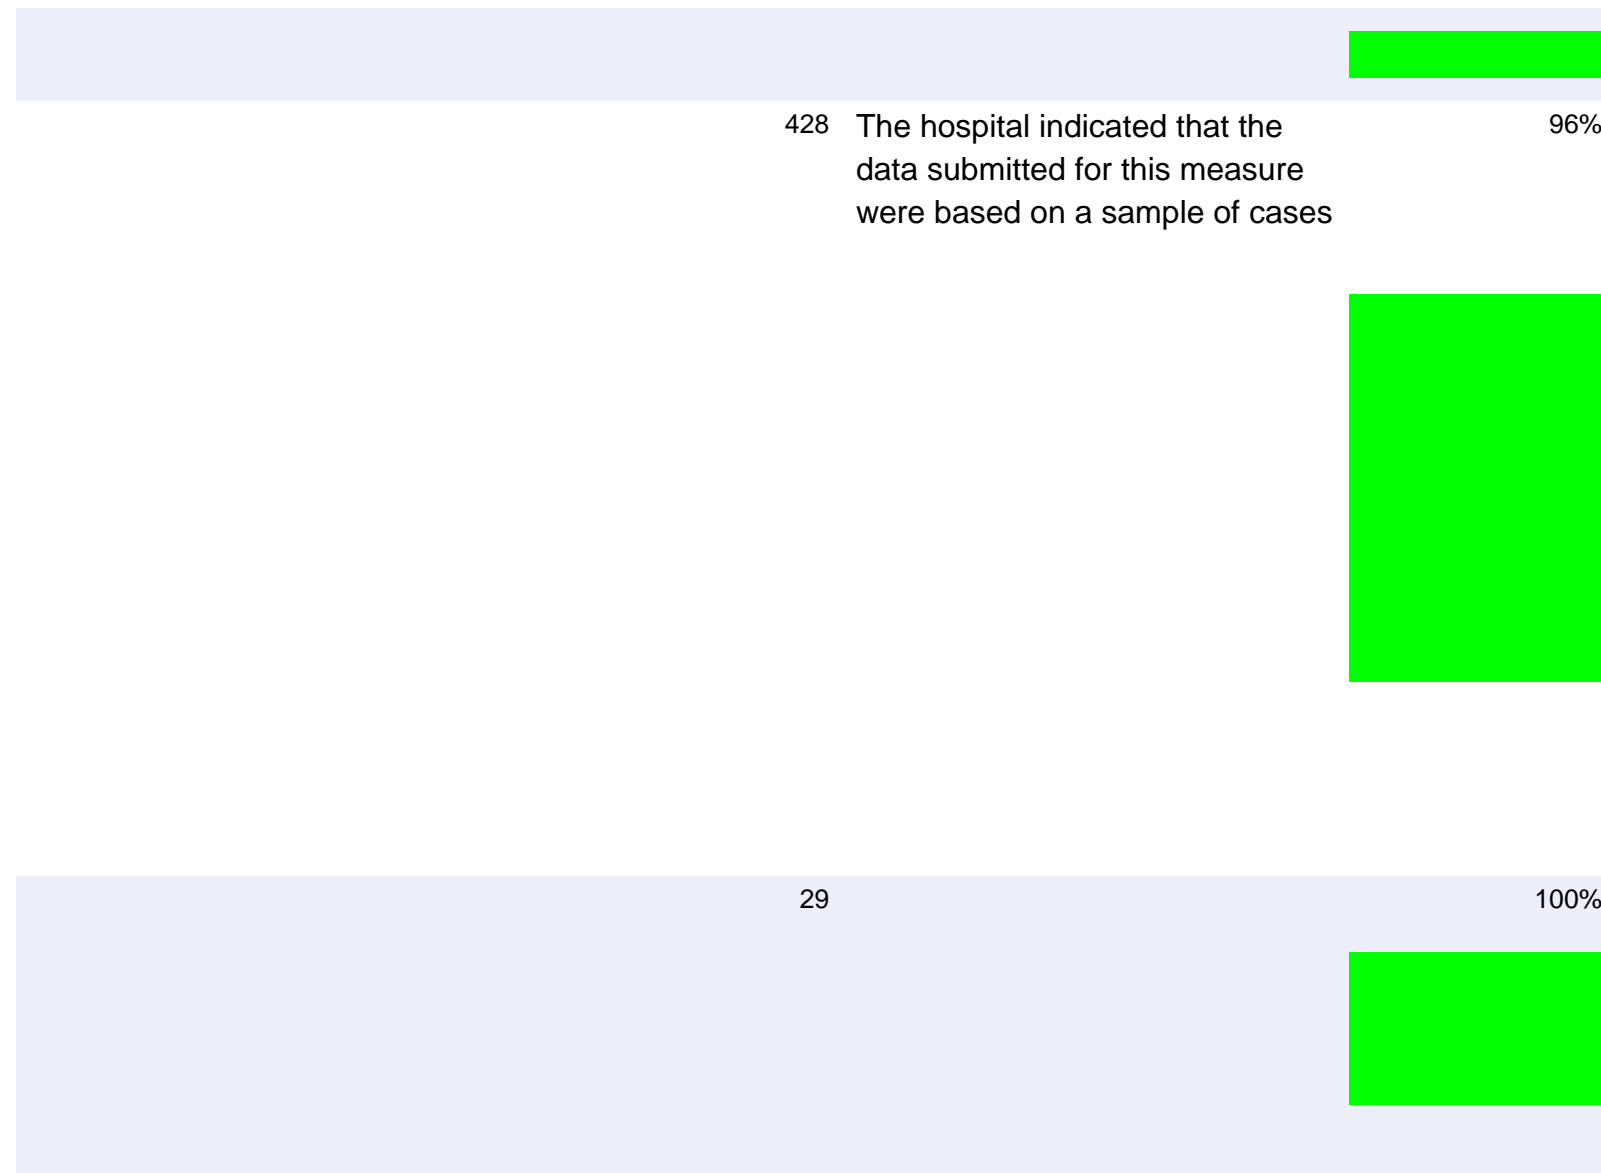 428 The hospital indicated that the 96%
data submitted for this measure
were based on a sample of cases
29 100%